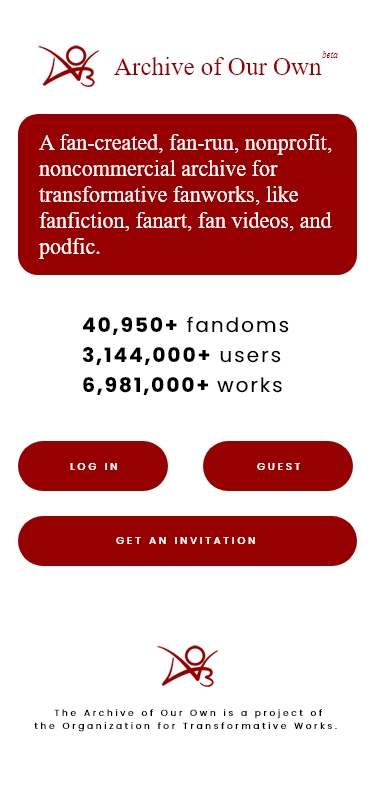 Archive of Our Own beta
A fan-created, fan-run, nonprofit,
noncommercial archive for
transformative fanworks, like
fanfiction, fanart, fan videos, and
podfic.
40,950+ fandoms
3,144,000+ users
6,981,000+ works
LOG IN
GUEST
GET AN INVITATION
The Archive of Our Own is a project of
the Organization for Transformative Works.